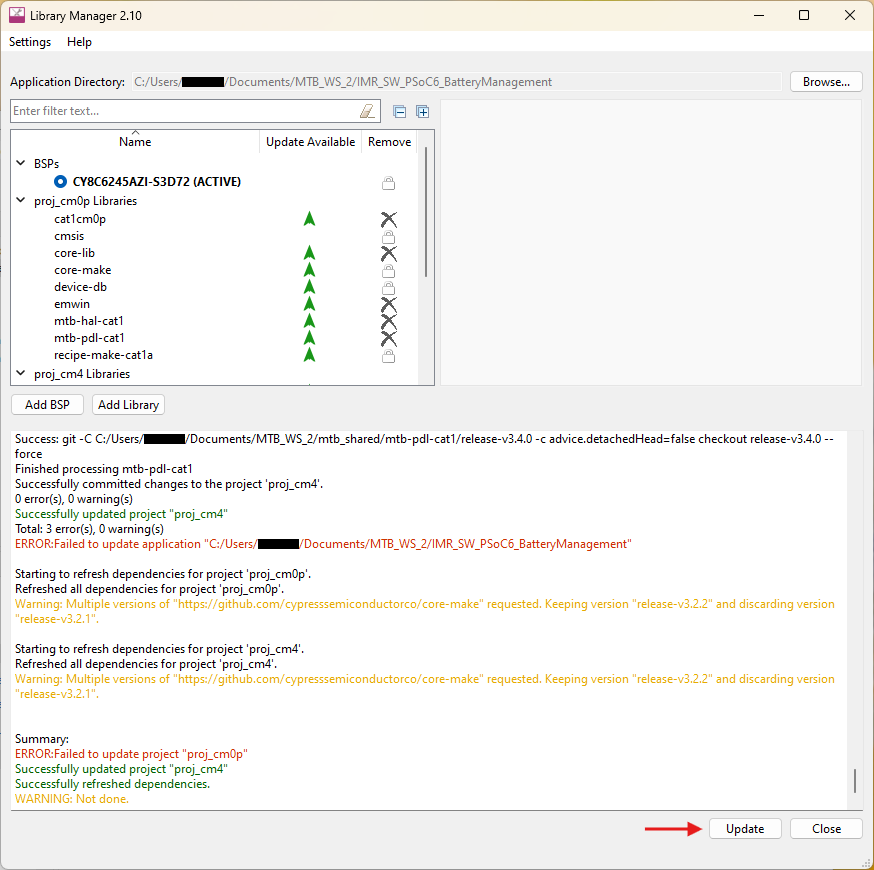 Library Manager 2.10
Settings Help
Application Directory: C:/Users/ /Documents/MTB_WS_2/IMR_SW_PSoC6_BatteryManagement Browse...
Enter filter text...
Name Update Available Remove
BSPs
CY8C6245AZI-S3D72 (ACTIVE)
proj_cm0p Libraries
cat1cm0p
cmsis
core-lib
core-make
device-db
emwin
mtb-hal-cat1
mtb-pdl-cat1
recipe-make-cat1a
proj_cm4 Libraries
Add BSP Add Library
Success: git -C C:/Users/ /Documents/MTB_WS_2/mtb_shared/mtb-pdl-cat1/release-v3.4.0 -c advice.detachedHead=false checkout release-v3.4.0 --
force
Finished processing mtb-pdl-cat1
Successfully committed changes to the project 'proj_cm4'.
0 error(s), 0 warning(s)
Successfully updated project "proj_cm4"
Total: 3 error(s), 0 warning(s)
ERROR:Failed to update application "C:/Users/ /Documents/MTB_WS_2/IMR_SW_PSoC6_BatteryManagement"
Starting to refresh dependencies for project 'proj_cm0p'.
Refreshed all dependencies for project 'proj_cm0p'.
Warning: Multiple versions of "https://github.com/cypresssemiconductorco/core-make" requested. Keeping version "release-v3.2.2" and discarding version
"release-v3.2.1".
Starting to refresh dependencies for project 'proj_cm4'.
Refreshed all dependencies for project 'proj_cm4'.
Warning: Multiple versions of "https://github.com/cypresssemiconductorco/core-make" requested. Keeping version "release-v3.2.2" and discarding version
"release-v3.2.1".
Summary:
ERROR:Failed to update project "proj_cm0p"
Successfully updated project "proj_cm4"
Successfully refreshed dependencies.
WARNING: Not done.
Update Close